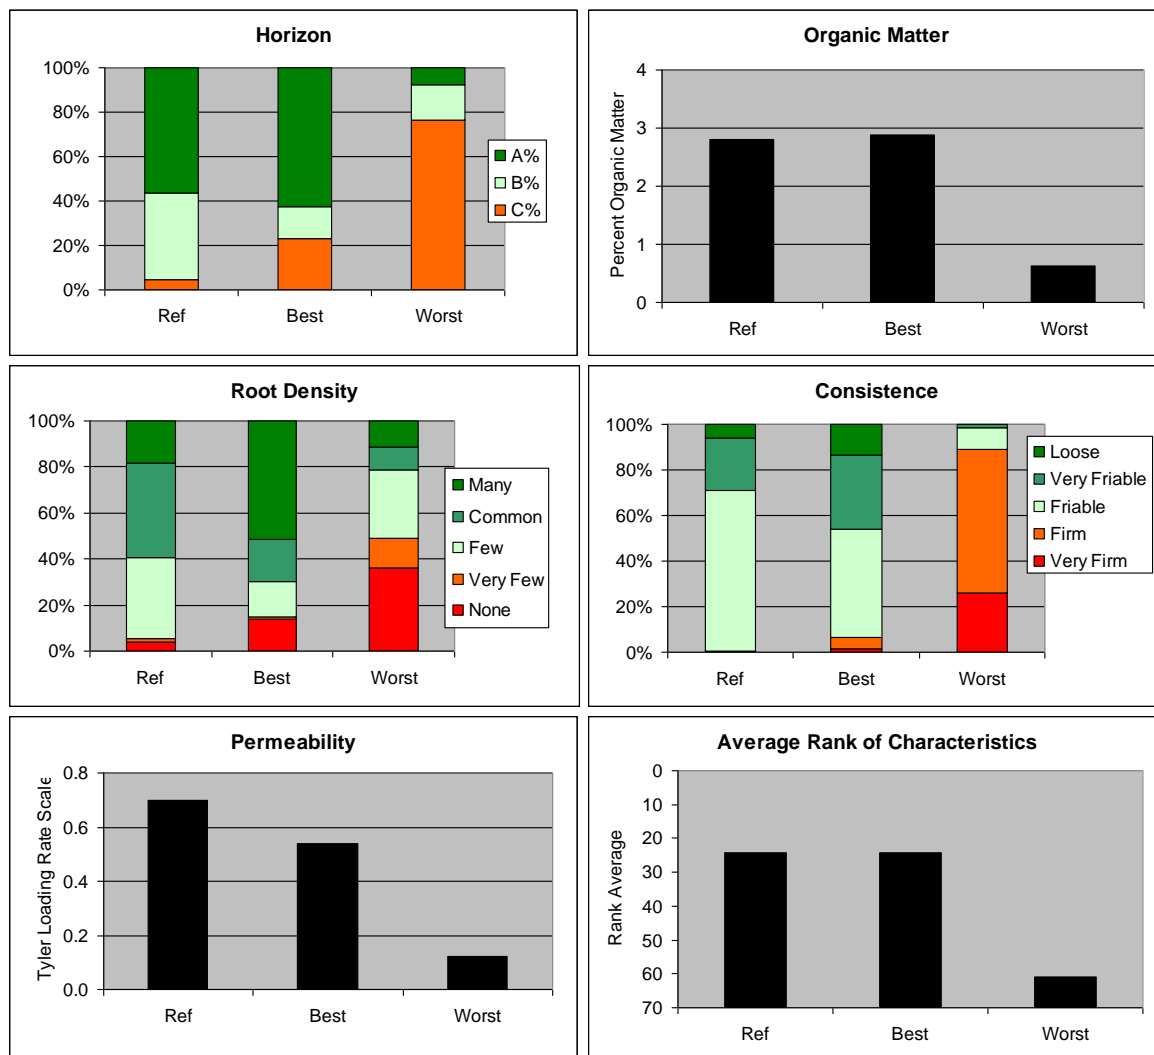 Horizon
100%
80%
60%
40%
20%
0%
Ref Best Worst
A%
B%
C%
Organic Matter
Percent Organic Matter
4
3
2
1
0
Ref Best Worst
Root Density
100%
80%
60%
40%
20%
0%
Ref Best Worst
Many
Common
Few
Very Few
None
Consistence
100%
80%
60%
40%
20%
0%
Ref Best Worst
Loose
Very Friable
Friable
Firm
Very Firm
Permeability
Tyler Loading Rate Scale
0.8
0.6
0.4
0.2
0.0
Ref Best Worst
Average Rank of Characteristics
Rank Average
0
10
20
30
40
50
60
70
Ref Best Worst